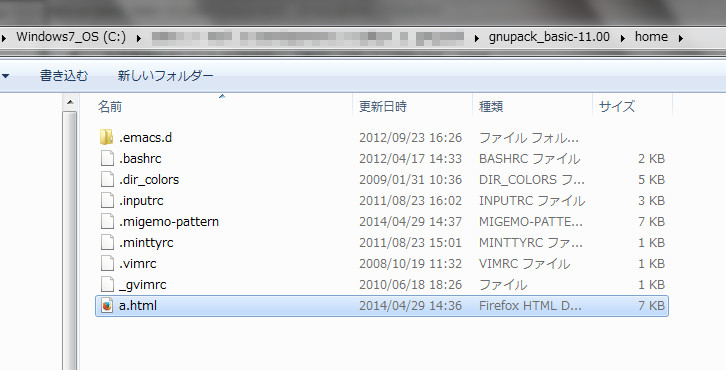 Windows7_OS (C:) gnupack_basic-11.00 home
書き込む 新しいフォルダー
名前 更新日時 種類 サイズ
.emacs.d 2012/09/23 16:26 ファイル フォル...
.bashrc 2012/04/17 14:33 BASHRC ファイル 2 KB
.dir_colors 2009/01/31 10:36 DIR_COLORS フ... 5 KB
.inputrc 2011/08/23 16:02 INPUTRC ファイル 3 KB
.migemo-pattern 2014/04/29 14:37 MIGEMO-PATTE... 7 KB
.minttyrc 2011/08/23 15:01 MINTTYRC ファイ... 1 KB
.vimrc 2008/10/19 11:32 VIMRC ファイル 1 KB
_gvimrc 2010/06/18 18:26 ファイル 1 KB
a.html 2014/04/29 14:36 Firefox HTML D... 7 KB